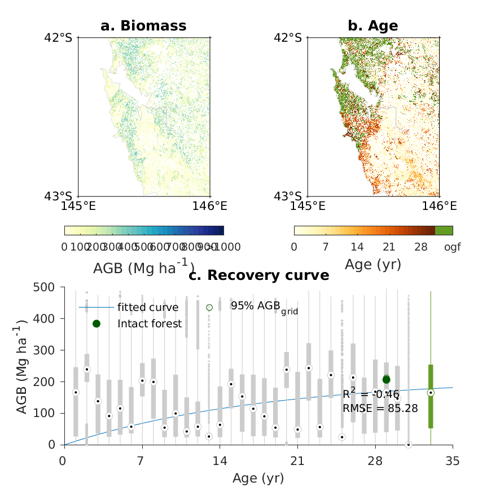 a. Biomass
b. Age
42°S
42°S
43°S
43°S
145°E
146°E
145°E
146°E
0 100 200 300 400 500 600 700 800 900 >1000
AGB (Mg ha-1)
0 7 14 21 28 ogf
Age (yr)
c. Recovery curve
500
400
300
200
100
0
AGB (Mg ha-1)
fitted curve
95% AGBgrid
Intact forest
R2 = -0.46
RMSE = 85.28
0 7 14 21 28 35
Age (yr)